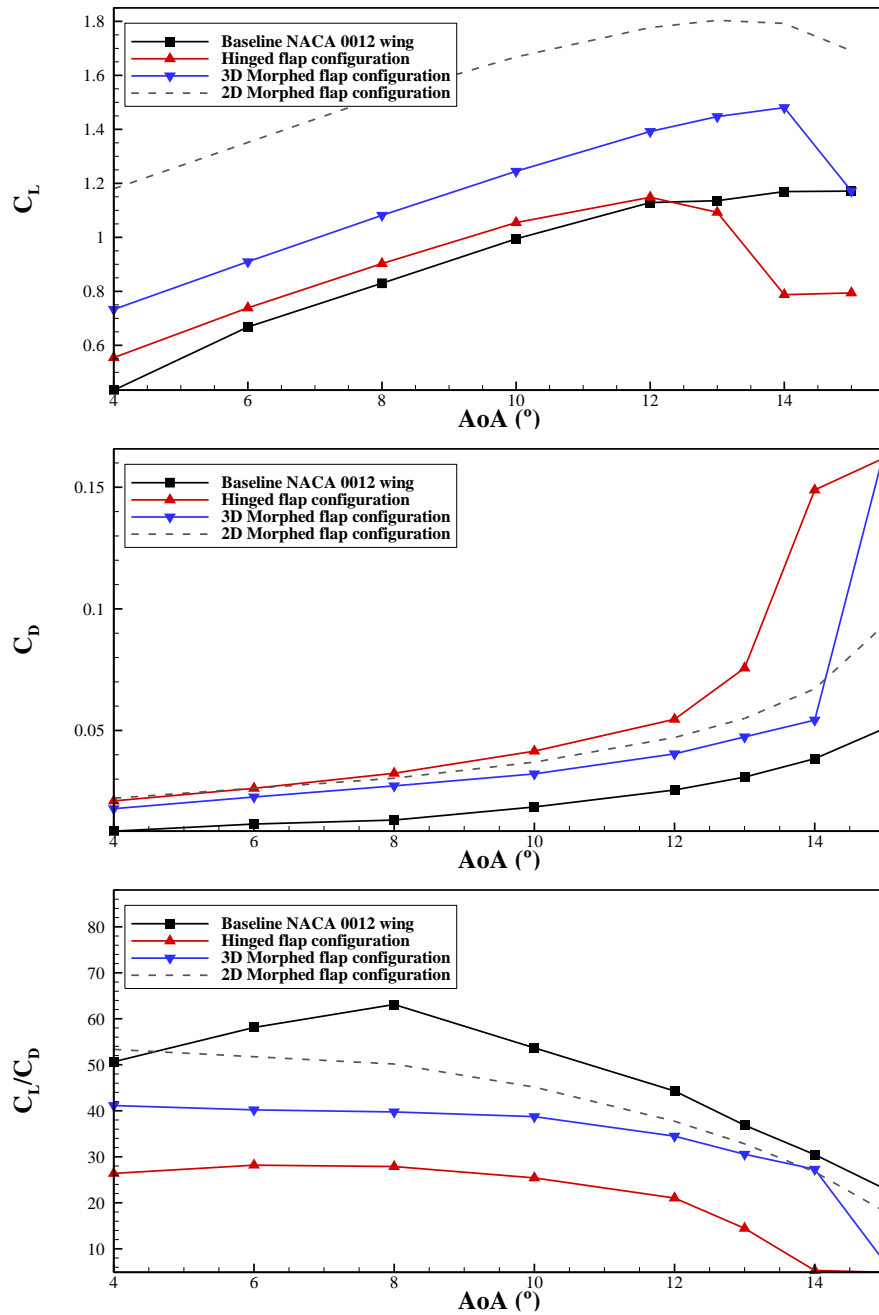 1.8
1.6
1.4
1.2
1
0.8
0.6
C_L
Baseline NACA 0012 wing
Hinged flap configuration
3D Morphed flap configuration
2D Morphed flap configuration
4 6 8 10 12 14
AoA (º)
0.15
0.1
0.05
C_D
Baseline NACA 0012 wing
Hinged flap configuration
3D Morphed flap configuration
2D Morphed flap configuration
4 6 8 10 12 14
AoA (º)
80
70
60
50
40
30
20
10
C_L/C_D
Baseline NACA 0012 wing
Hinged flap configuration
3D Morphed flap configuration
2D Morphed flap configuration
4 6 8 10 12 14
AoA (º)